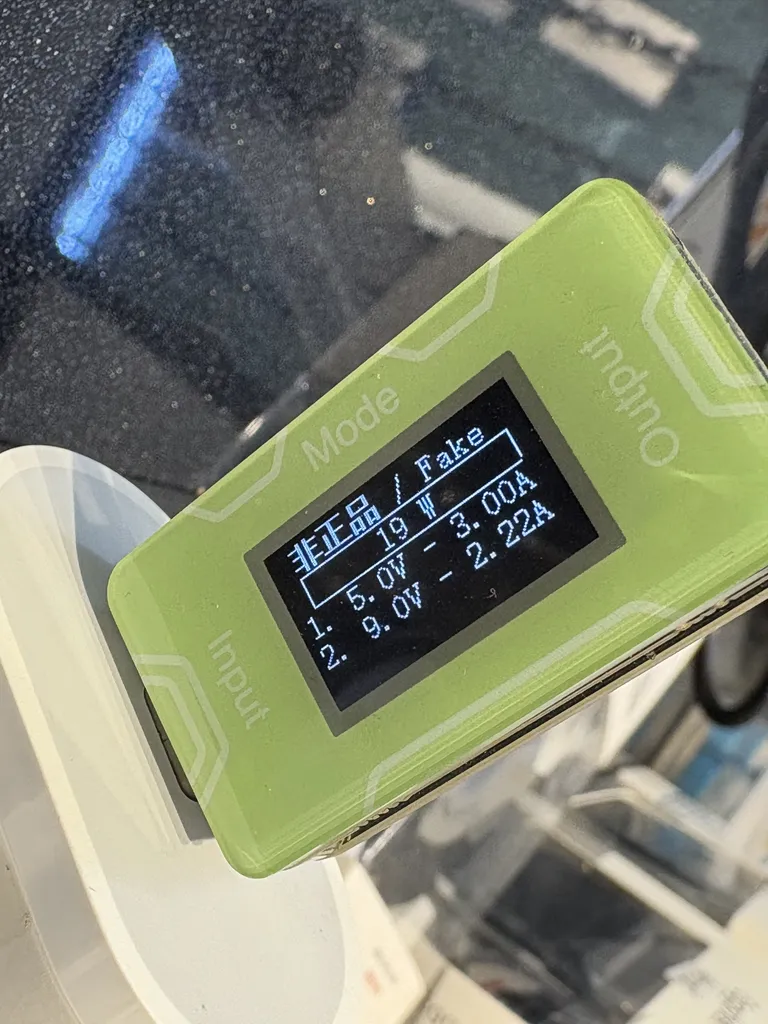 Mode
Output
非正品 / Fake
19 W
1. 5.0V - 3.00A
2. 9.0V - 2.22A
Input